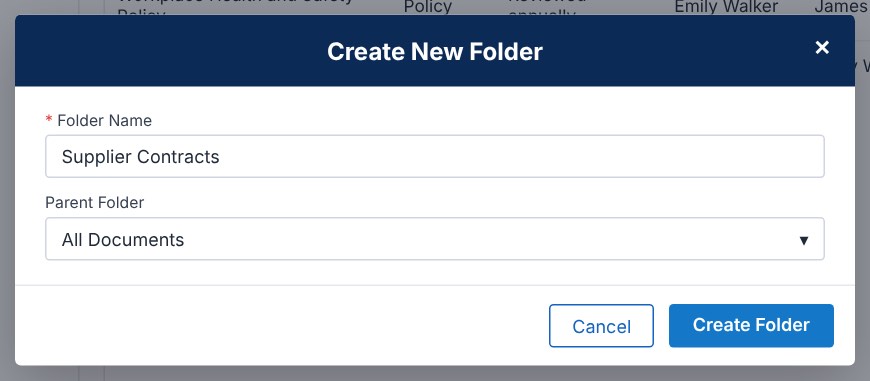 Policy
Emily Walker
James
Create New Folder
×
* Folder Name
Supplier Contracts
Parent Folder
All Documents
Cancel
Create Folder